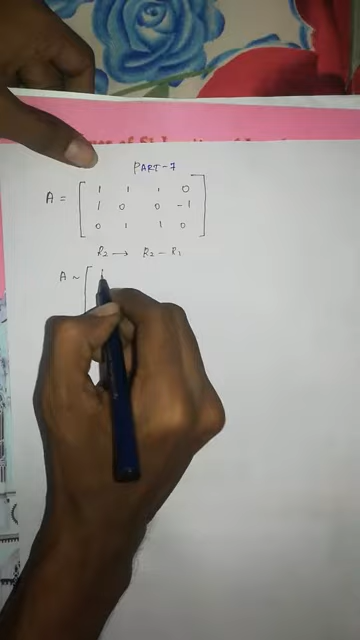 PART-7
A = [ 1 1 1 0
1 0 0 -1
0 1 1 0 ]
R₂ → R₂ - R₁
A ~ [ 1